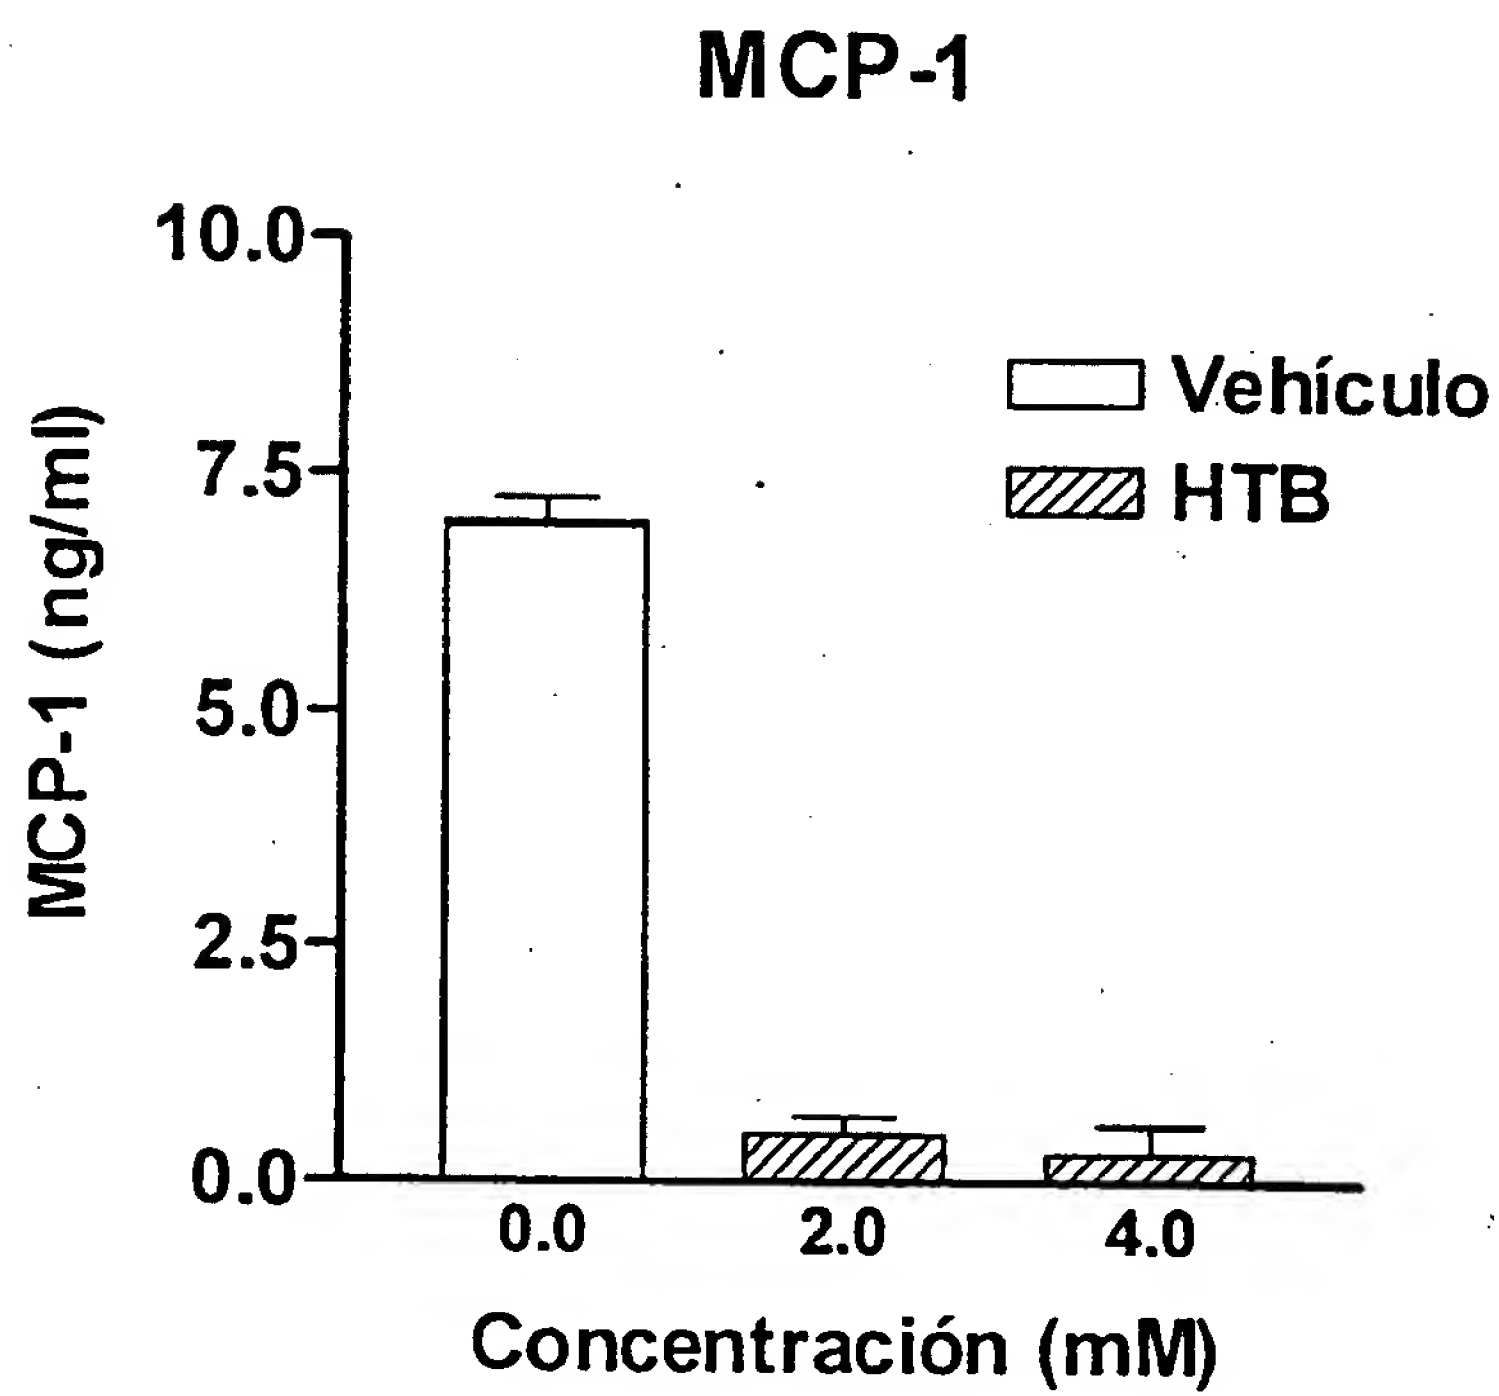 MCP-1
10.0
7.5
5.0
2.5
0.0
MCP-1 (ng/ml)
Vehículo
HTB
0.0 2.0 4.0
Concentración (mM)